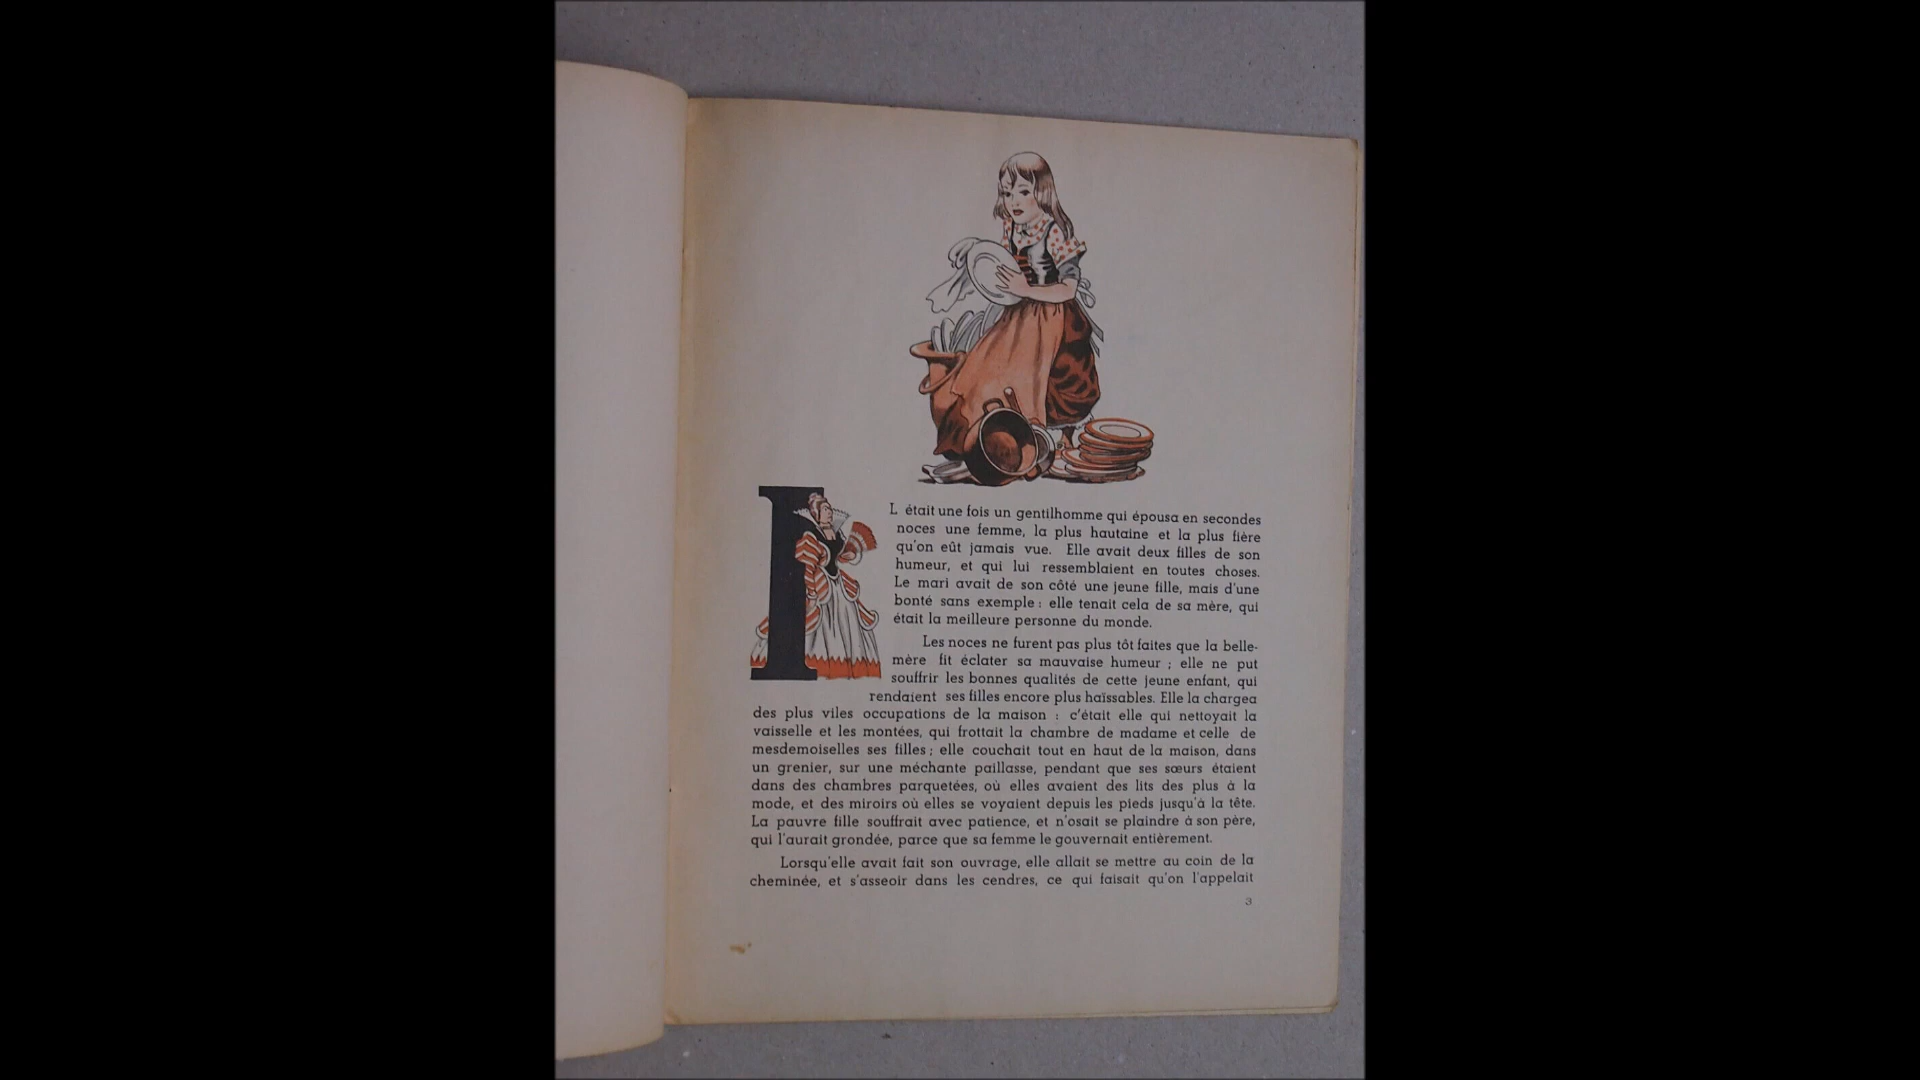 IL était une fois un gentilhomme qui épousa en secondes
noces une femme, la plus hautaine et la plus fière
qu'on eût jamais vue. Elle avait deux filles de son
humeur, et qui lui ressemblaient en toutes choses.
Le mari avait de son côté une jeune fille, mais d'une
bonté sans exemple : elle tenait cela de sa mère, qui
était la meilleure personne du monde.
Les noces ne furent pas plus tôt faites que la belle-
mère fit éclater sa mauvaise humeur ; elle ne put
souffrir les bonnes qualités de cette jeune enfant, qui
rendaient ses filles encore plus haïssables. Elle la chargea
des plus viles occupations de la maison : c'était elle qui nettoyait la
vaisselle et les montées, qui frottait la chambre de madame et celle de
mesdemoiselles ses filles ; elle couchait tout en haut de la maison, dans
un grenier, sur une méchante paillasse, pendant que ses sœurs étaient
dans des chambres parquetées, où elles avaient des lits des plus à la
mode, et des miroirs où elles se voyaient depuis les pieds jusqu'à la tête.
La pauvre fille souffrait avec patience, et n'osait se plaindre à son père,
qui l'aurait grondée, parce que sa femme le gouvernait entièrement.
Lorsqu'elle avait fait son ouvrage, elle allait se mettre au coin de la
cheminée, et s'asseoir dans les cendres, ce qui faisait qu'on l'appelait
3